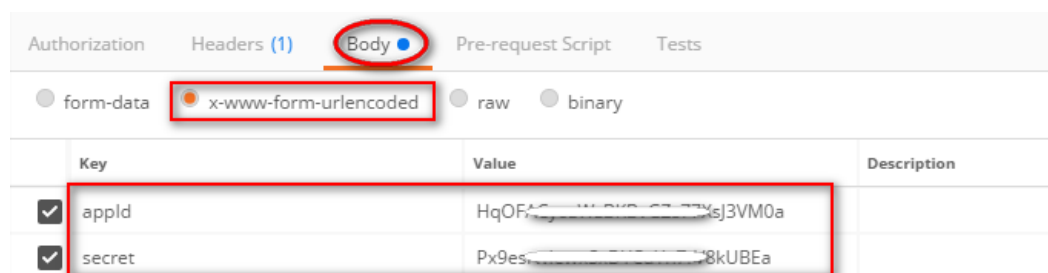 Authorization Headers (1) Body Pre-request Script Tests
form-data x-www-form-urlencoded raw binary
Key Value Description
appId
secret